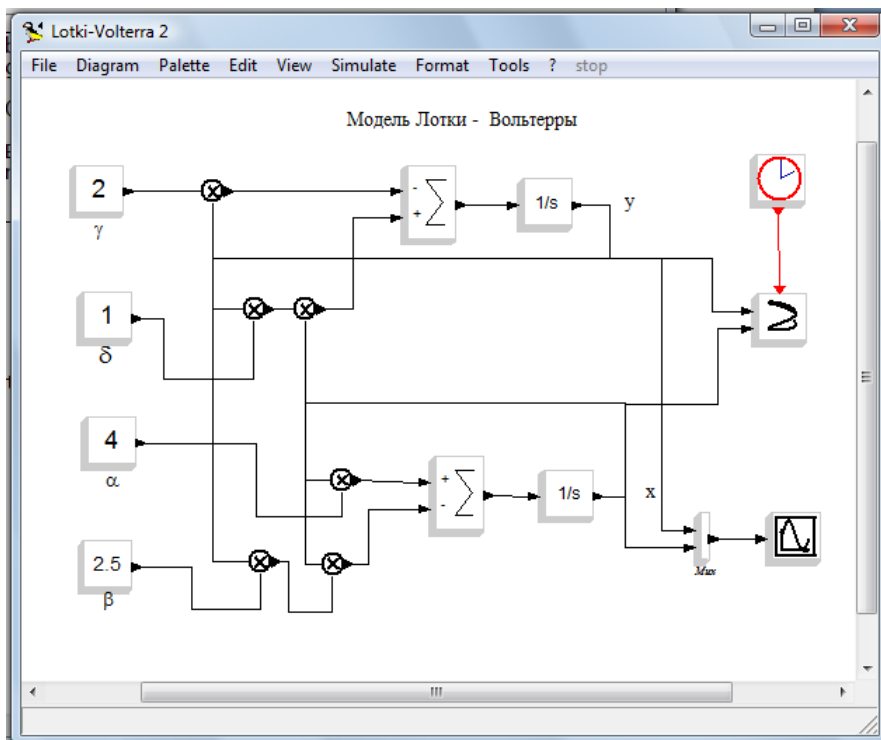 Lotki-Volterra 2
File Diagram Palette Edit View Simulate Format Tools ? stop
Модель Лотки - Вольтерры
2
γ
- +
1/s
y
1
δ
4
α
+ -
1/s
x
2.5
β
Mux